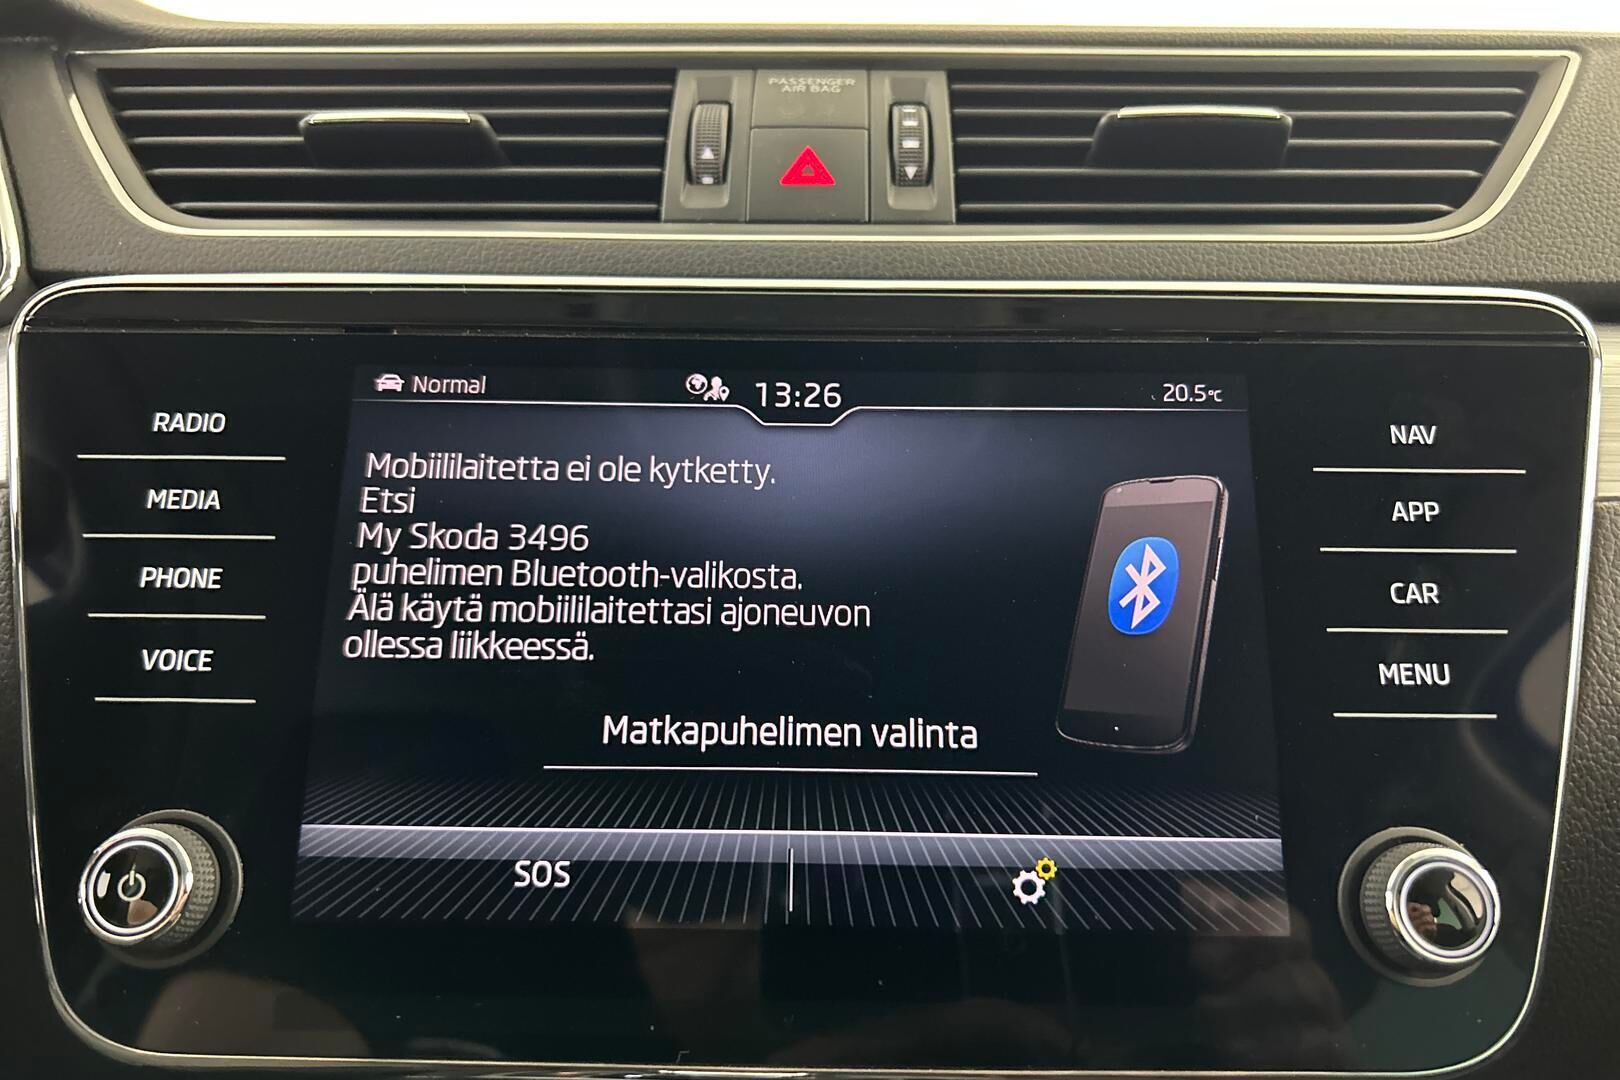 PASSENGER
AIR BAG
Normal
13:26
20.5°C
RADIO
MEDIA
PHONE
VOICE
Mobiililaitetta ei ole kytketty.
Etsi
My Skoda 3496
puhelimen Bluetooth-valikosta.
Älä käytä mobiililaitettasi ajoneuvon
ollessa liikkeessä.
Matkapuhelimen valinta
SOS
NAV
APP
CAR
MENU